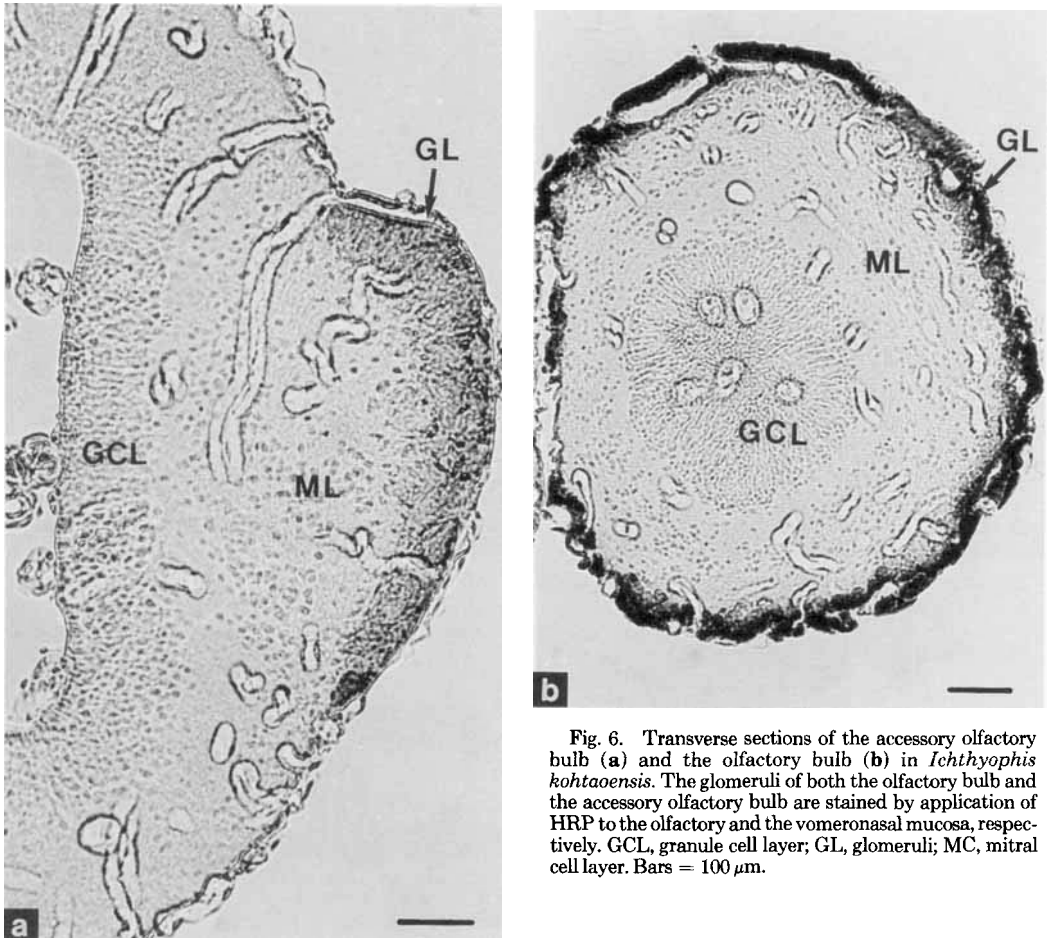 GL
GCL
ML
a
GL
ML
GCL
b
Fig. 6. Transverse sections of the accessory olfactory
bulb (a) and the olfactory bulb (b) in Ichthyophis
kohtaoensis. The glomeruli of both the olfactory bulb and
the accessory olfactory bulb are stained by application of
HRP to the olfactory and the vomeronasal mucosa, respec-
tively. GCL, granule cell layer; GL, glomeruli; MC, mitral
cell layer. Bars = 100 μm.